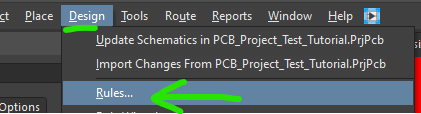 Place Design Tools Route Reports Window Help
Update Schematics in PCB_Project_Test_Tutorial.PrjPcb
Import Changes From PCB_Project_Test_Tutorial.PrjPcb
Rules...
Options